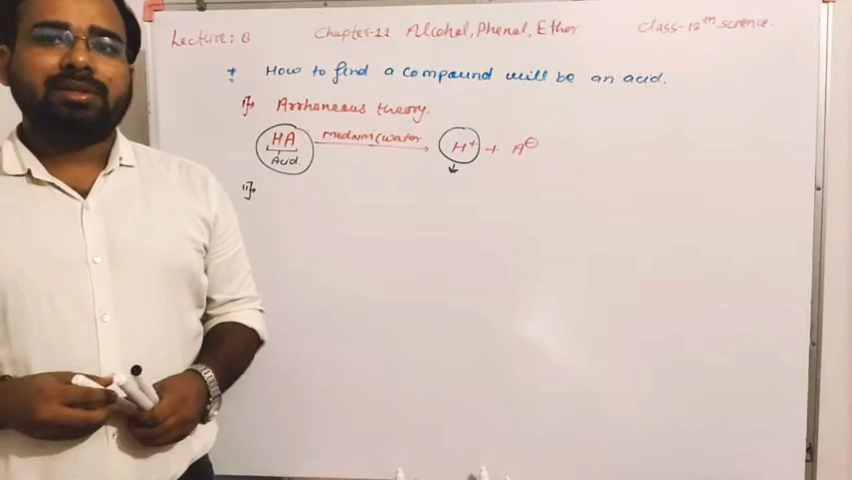 Lecture: 8 Chapter-11 Alcohol, Phenol, Ether Class-12th science.
* How to find a compound will be an acid.
i} Arrhaneous theory.
HA medium (water H+ + A⊖
Acid.
ii}